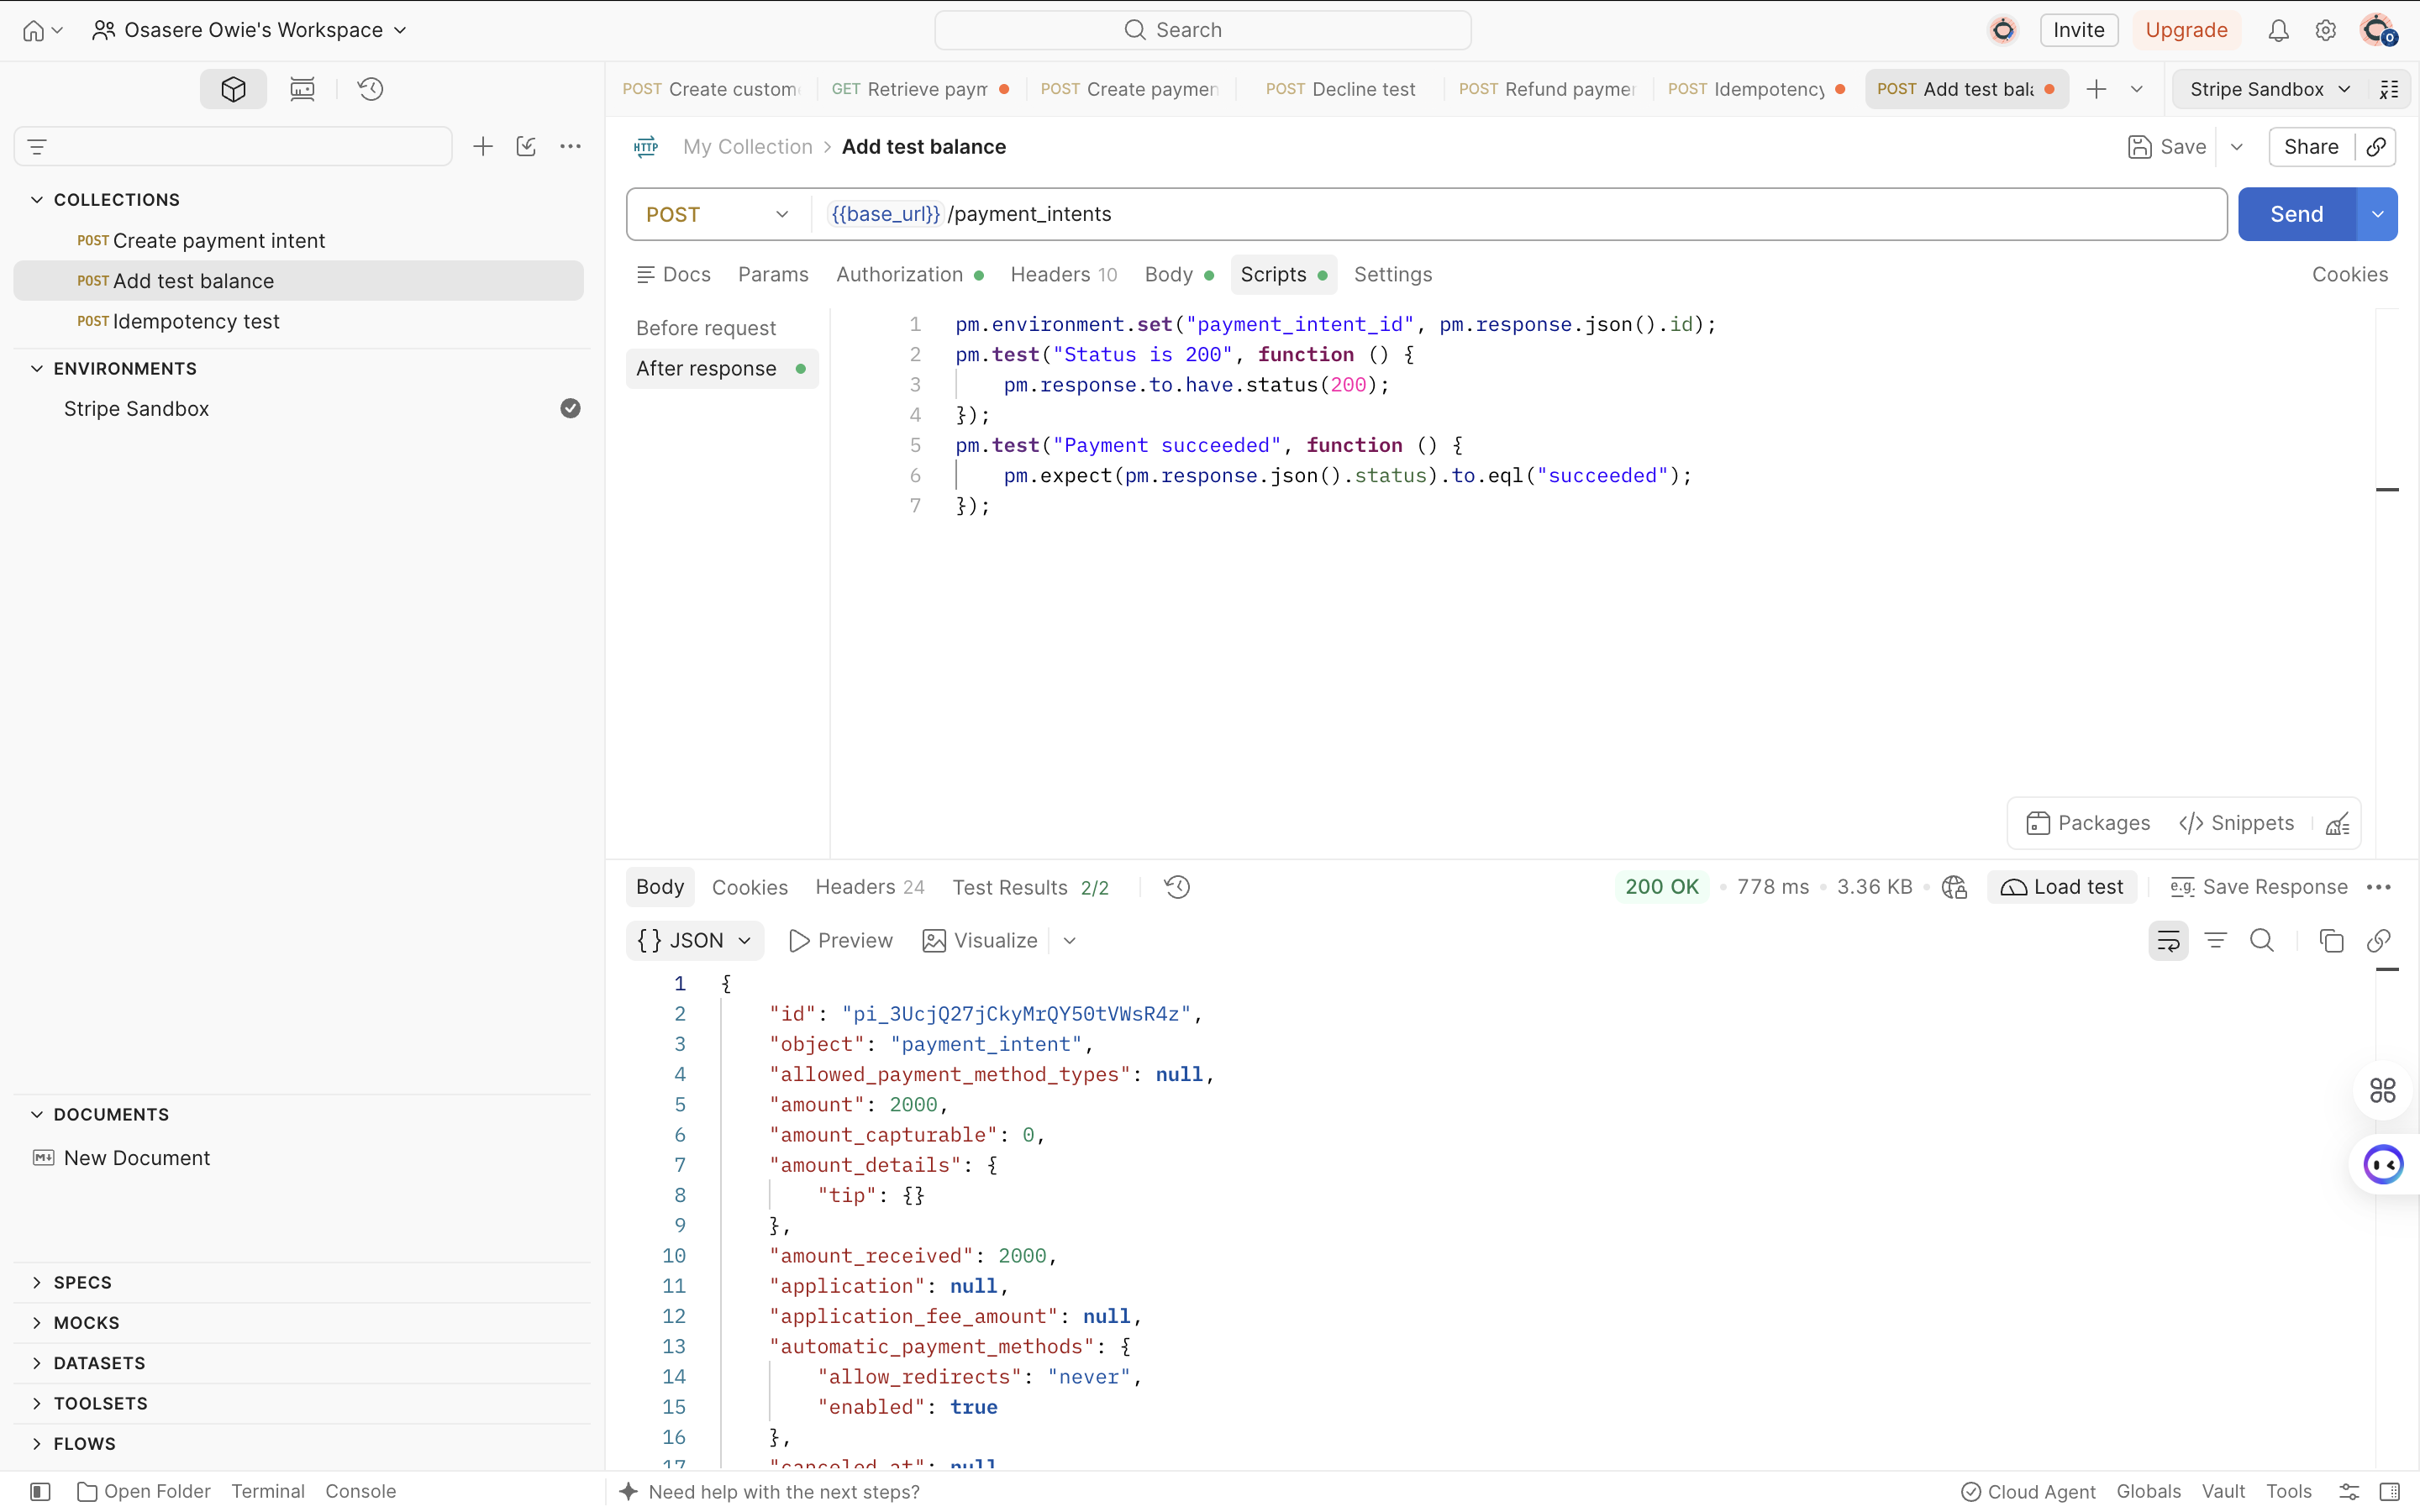 Osasere Owie's Workspace
Search
Invite
Upgrade
POST Create custom
GET Retrieve paym
POST Create paymen
POST Decline test
POST Refund paymer
POST Idempotency
POST Add test bala
Stripe Sandbox
HTTP My Collection > Add test balance
Save
Share
COLLECTIONS
POST Create payment intent
POST Add test balance
POST Idempotency test
ENVIRONMENTS
Stripe Sandbox
DOCUMENTS
New Document
SPECS
MOCKS
DATASETS
TOOLSETS
FLOWS
POST {{base_url}} /payment_intents
Send
Docs Params Authorization Headers 10 Body Scripts Settings
Cookies
Before request
After response
1 pm.environment.set("payment_intent_id", pm.response.json().id);
2 pm.test("Status is 200", function () {
3 pm.response.to.have.status(200);
4 });
5 pm.test("Payment succeeded", function () {
6 pm.expect(pm.response.json().status).to.eql("succeeded");
7 });
Packages </> Snippets
Body Cookies Headers 24 Test Results 2/2
200 OK • 778 ms • 3.36 KB • Load test e.g. Save Response
{} JSON Preview Visualize
1 {
2 "id": "pi_3UcjQ27jCkyMrQY50tVWsR4z",
3 "object": "payment_intent",
4 "allowed_payment_method_types": null,
5 "amount": 2000,
6 "amount_capturable": 0,
7 "amount_details": {
8 "tip": {}
9 },
10 "amount_received": 2000,
11 "application": null,
12 "application_fee_amount": null,
13 "automatic_payment_methods": {
14 "allow_redirects": "never",
15 "enabled": true
16 },
17 "canceled_at": null
Open Folder Terminal Console
Need help with the next steps?
Cloud Agent Globals Vault Tools